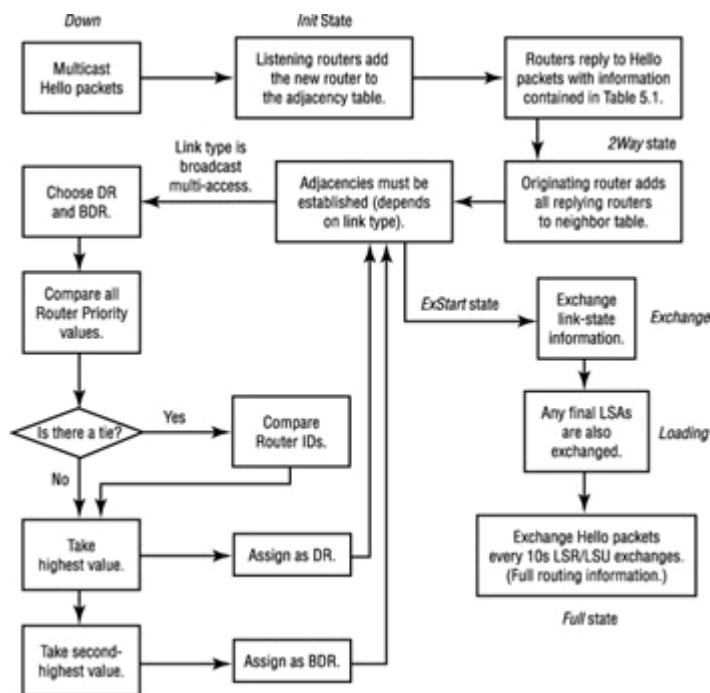 Down
Init State
Multicast
Hello packets
Listening routers add
the new router to
the adjacency table.
Routers reply to Hello
packets with information
contained in Table 5.1.
2Way state
Originating router adds
all replying routers
to neighbor table.
Adjacencies must be
established (depends
on link type).
Link type is
broadcast
multi-access.
Choose DR
and BDR.
Compare all
Router Priority
values.
Is there a tie?
Yes
Compare
Router IDs.
No
Take
highest value.
Assign as DR.
Take second-
highest value.
Assign as BDR.
ExStart state
Exchange
link-state
information.
Exchange
Any final LSAs
are also
exchanged.
Loading
Exchange Hello packets
every 10s LSR/LSU exchanges.
(Full routing information.)
Full state